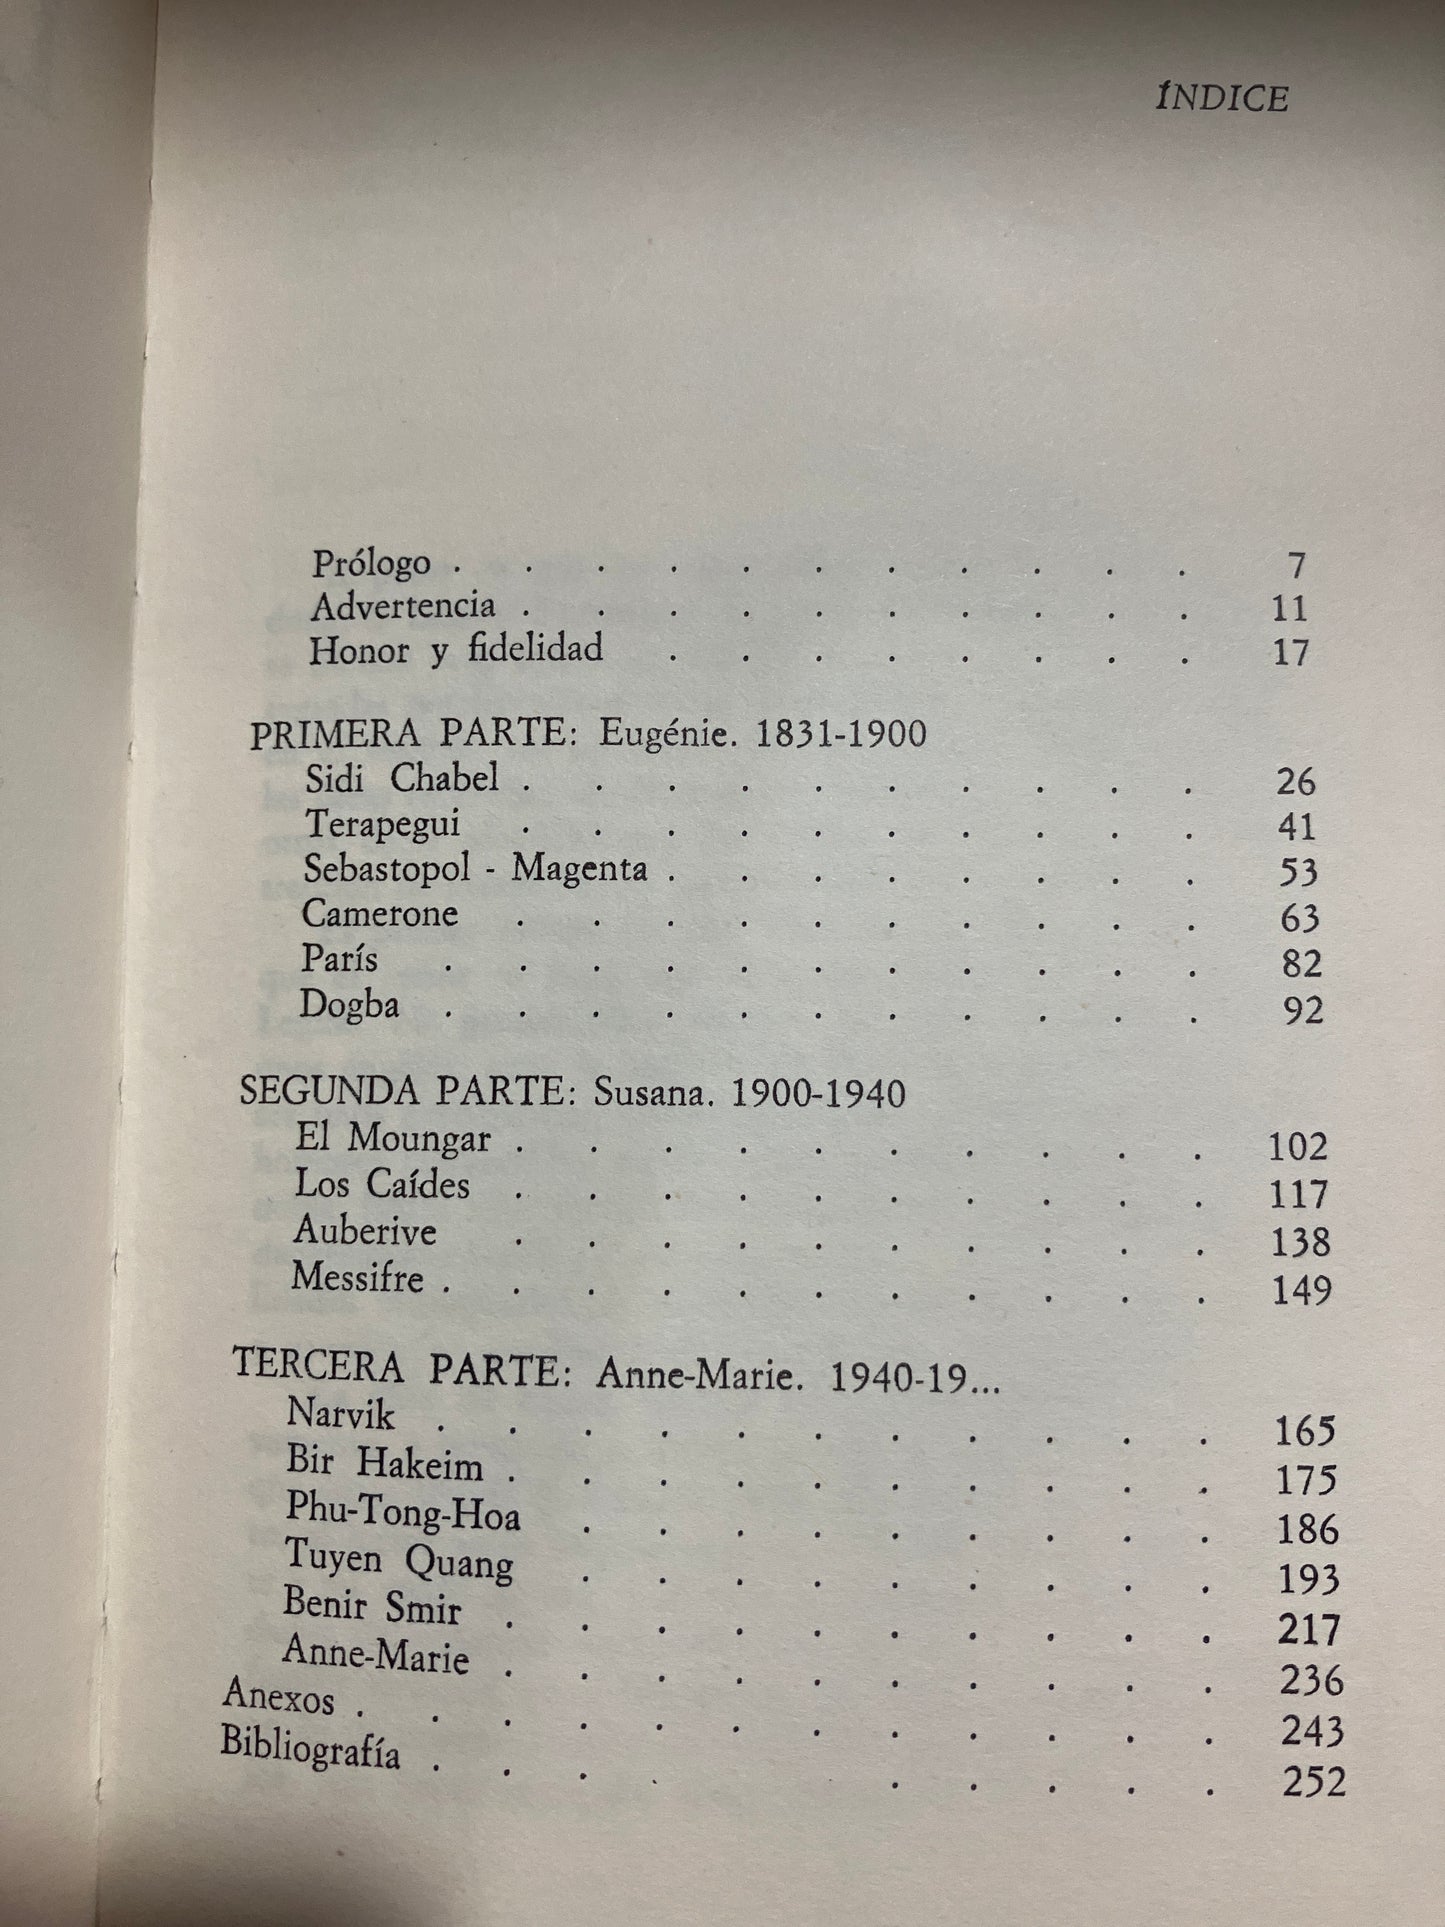 ÍNDICE
Prólogo . . . . . . . . . . . 7
Advertencia . . . . . . . . . . 11
Honor y fidelidad . . . . . . . . 17
PRIMERA PARTE: Eugénie. 1831-1900
Sidi Chabel . . . . . . . . . . 26
Terapegui . . . . . . . . . . 41
Sebastopol - Magenta . . . . . . . . 53
Camerone . . . . . . . . . . 63
París . . . . . . . . . . . 82
Dogba . . . . . . . . . . . 92
SEGUNDA PARTE: Susana. 1900-1940
El Moungar . . . . . . . . . . 102
Los Caídes . . . . . . . . . . 117
Auberive . . . . . . . . . . 138
Messifre . . . . . . . . . . . 149
TERCERA PARTE: Anne-Marie. 1940-19...
Narvik . . . . . . . . . . . 165
Bir Hakeim . . . . . . . . . . 175
Phu-Tong-Hoa . . . . . . . . . 186
Tuyen Quang . . . . . . . . . 193
Benir Smir . . . . . . . . . . 217
Anne-Marie . . . . . . . . . . 236
Anexos . . . . . . . . . . . . 243
Bibliografía . . . . . . . . . 252